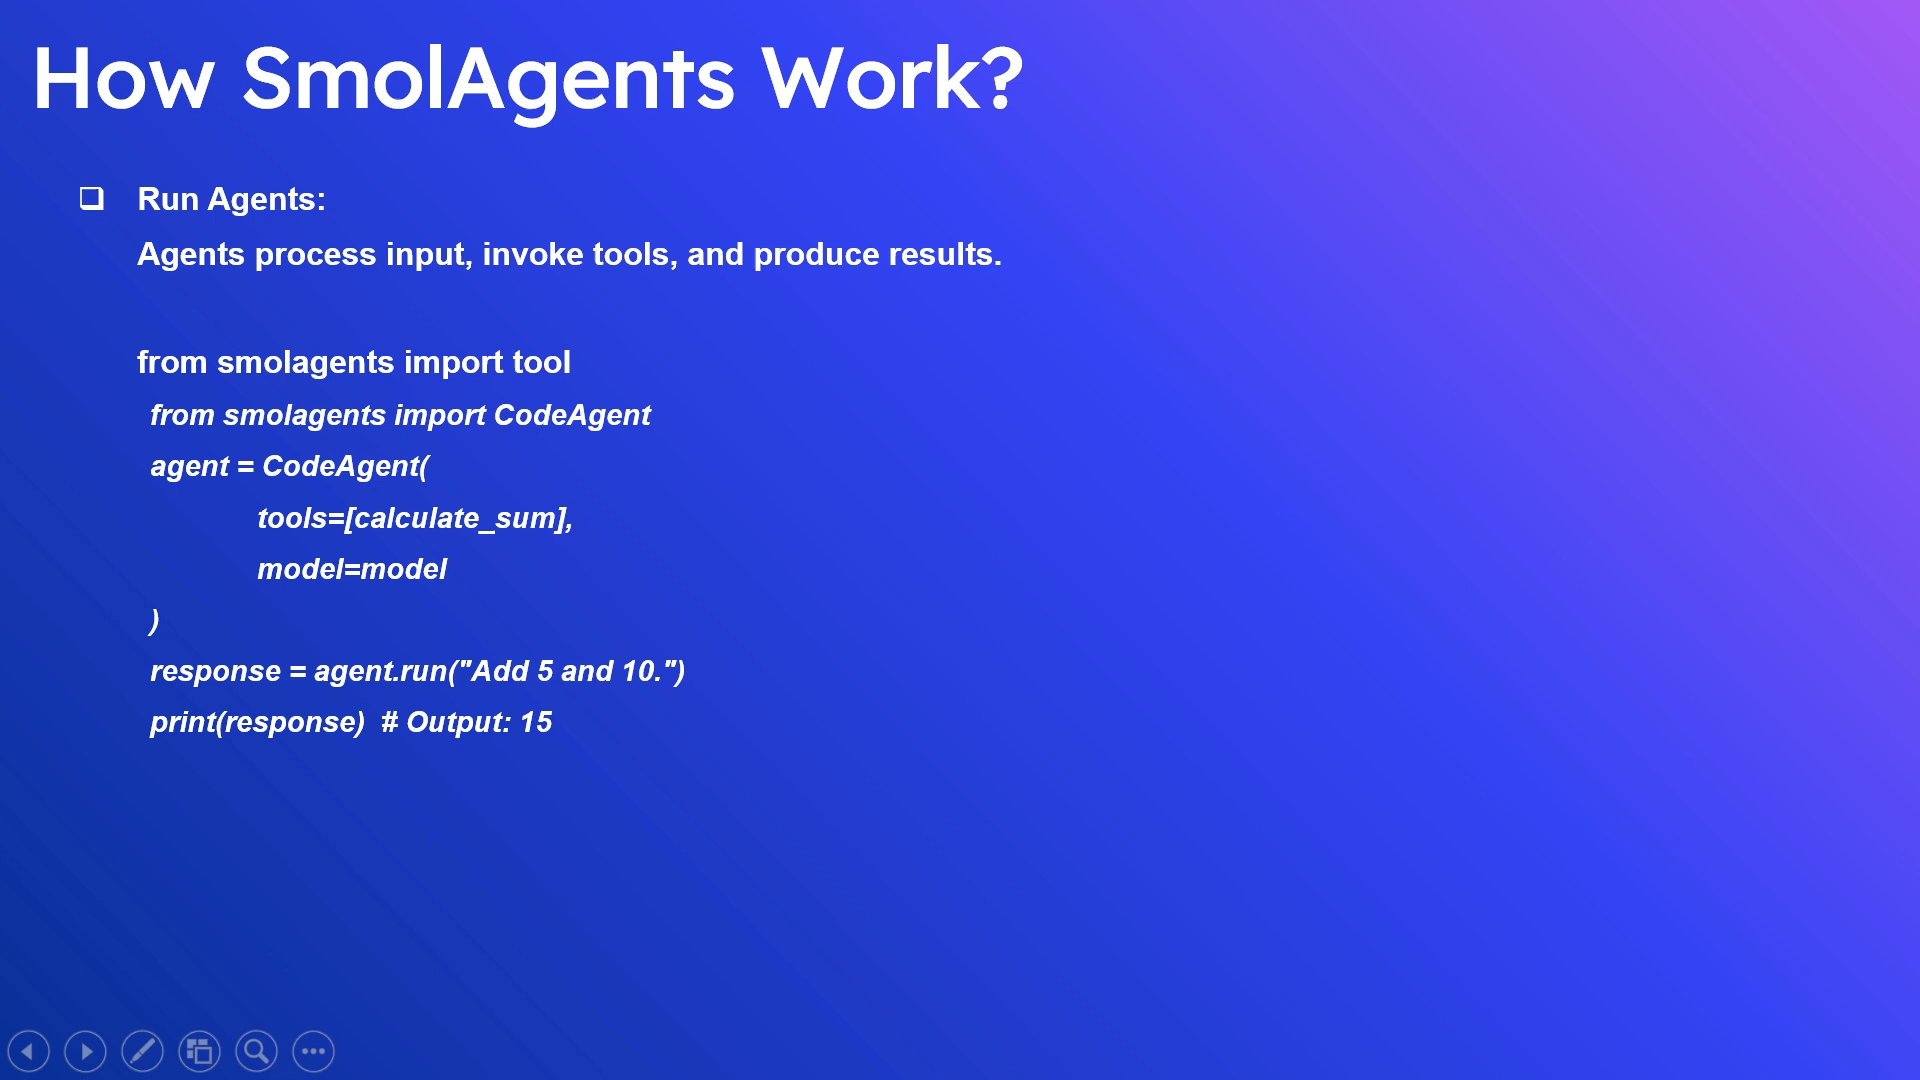 How SmolAgents Work?
Run Agents:
Agents process input, invoke tools, and produce results.
from smolagents import tool
from smolagents import CodeAgent
agent = CodeAgent(
tools=[calculate_sum],
model=model
)
response = agent.run("Add 5 and 10.")
print(response)  # Output: 15